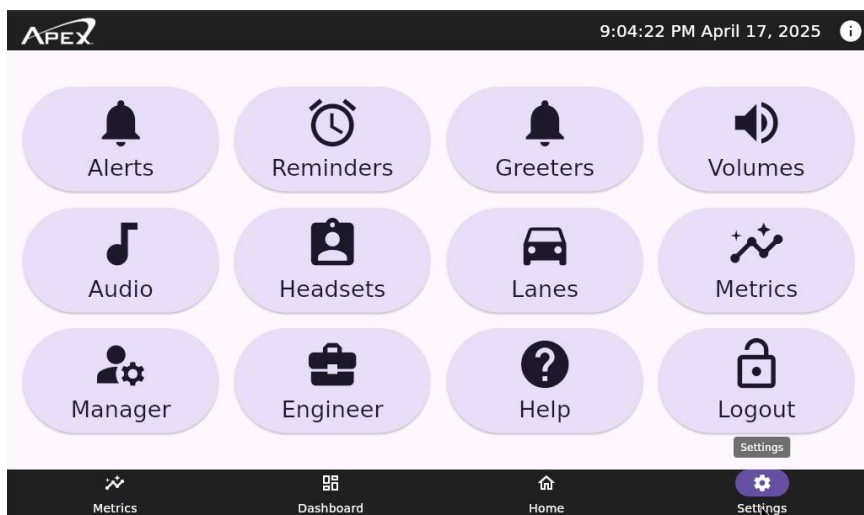 APEX
9:04:22 PM April 17, 2025
Alerts
Reminders
Greeters
Volumes
Audio
Headsets
Lanes
Metrics
Manager
Engineer
Help
Logout
Settings
Metrics
Dashboard
Home
Settings